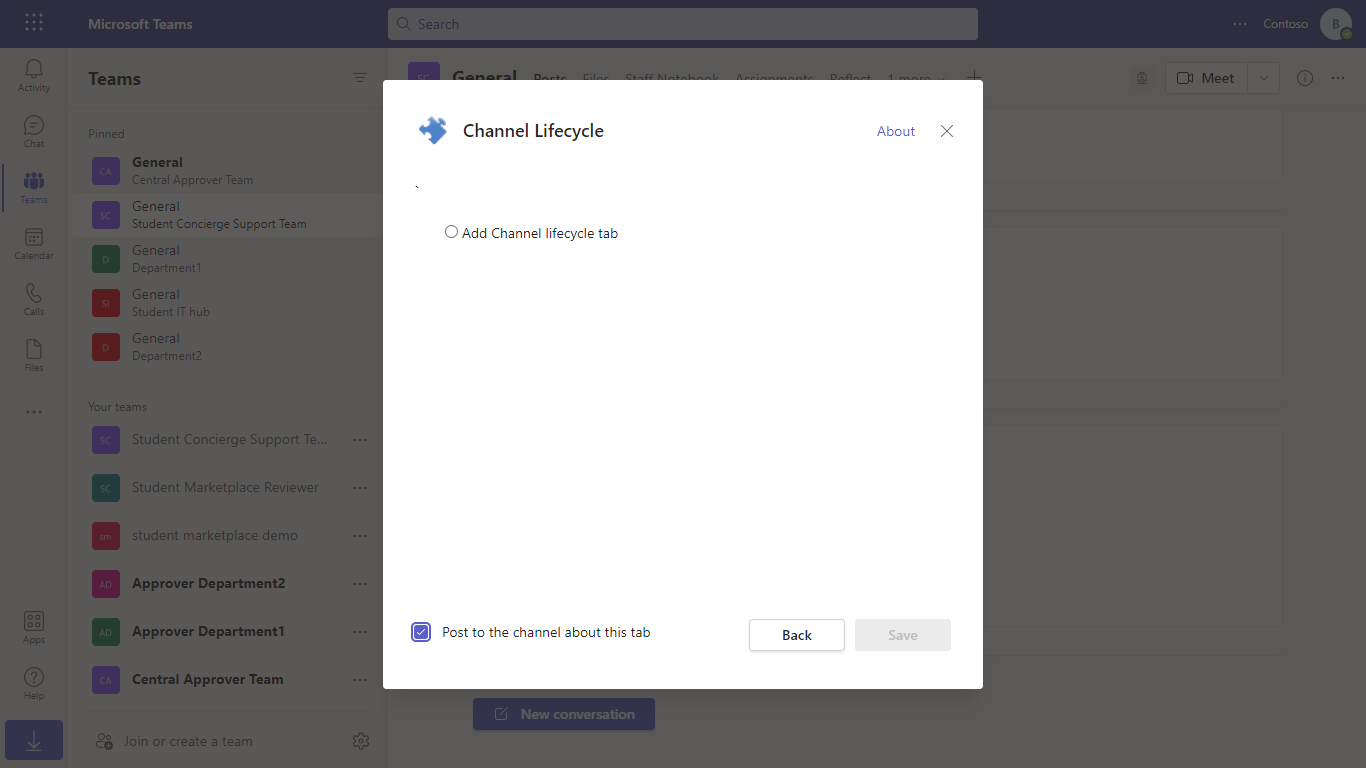 Microsoft Teams
Search
Contoso
B
Activity
Chat
Teams
Calendar
Calls
Files
Apps
Help
Teams
Pinned
CA
General
Central Approver Team
SC
General
Student Concierge Support Team
D
General
Department1
SI
General
Student IT hub
D
General
Department2
Your teams
SC
Student Concierge Support Te...
SC
Student Marketplace Reviewer
sm
student marketplace demo
AD
Approver Department2
AD
Approver Department1
CA
Central Approver Team
Join or create a team
SC
General
Posts
Files
Staff Notebook
Assignments
Reflect
1 more
Meet
Channel Lifecycle
About
`
Add Channel lifecycle tab
Post to the channel about this tab
Back
Save
New conversation